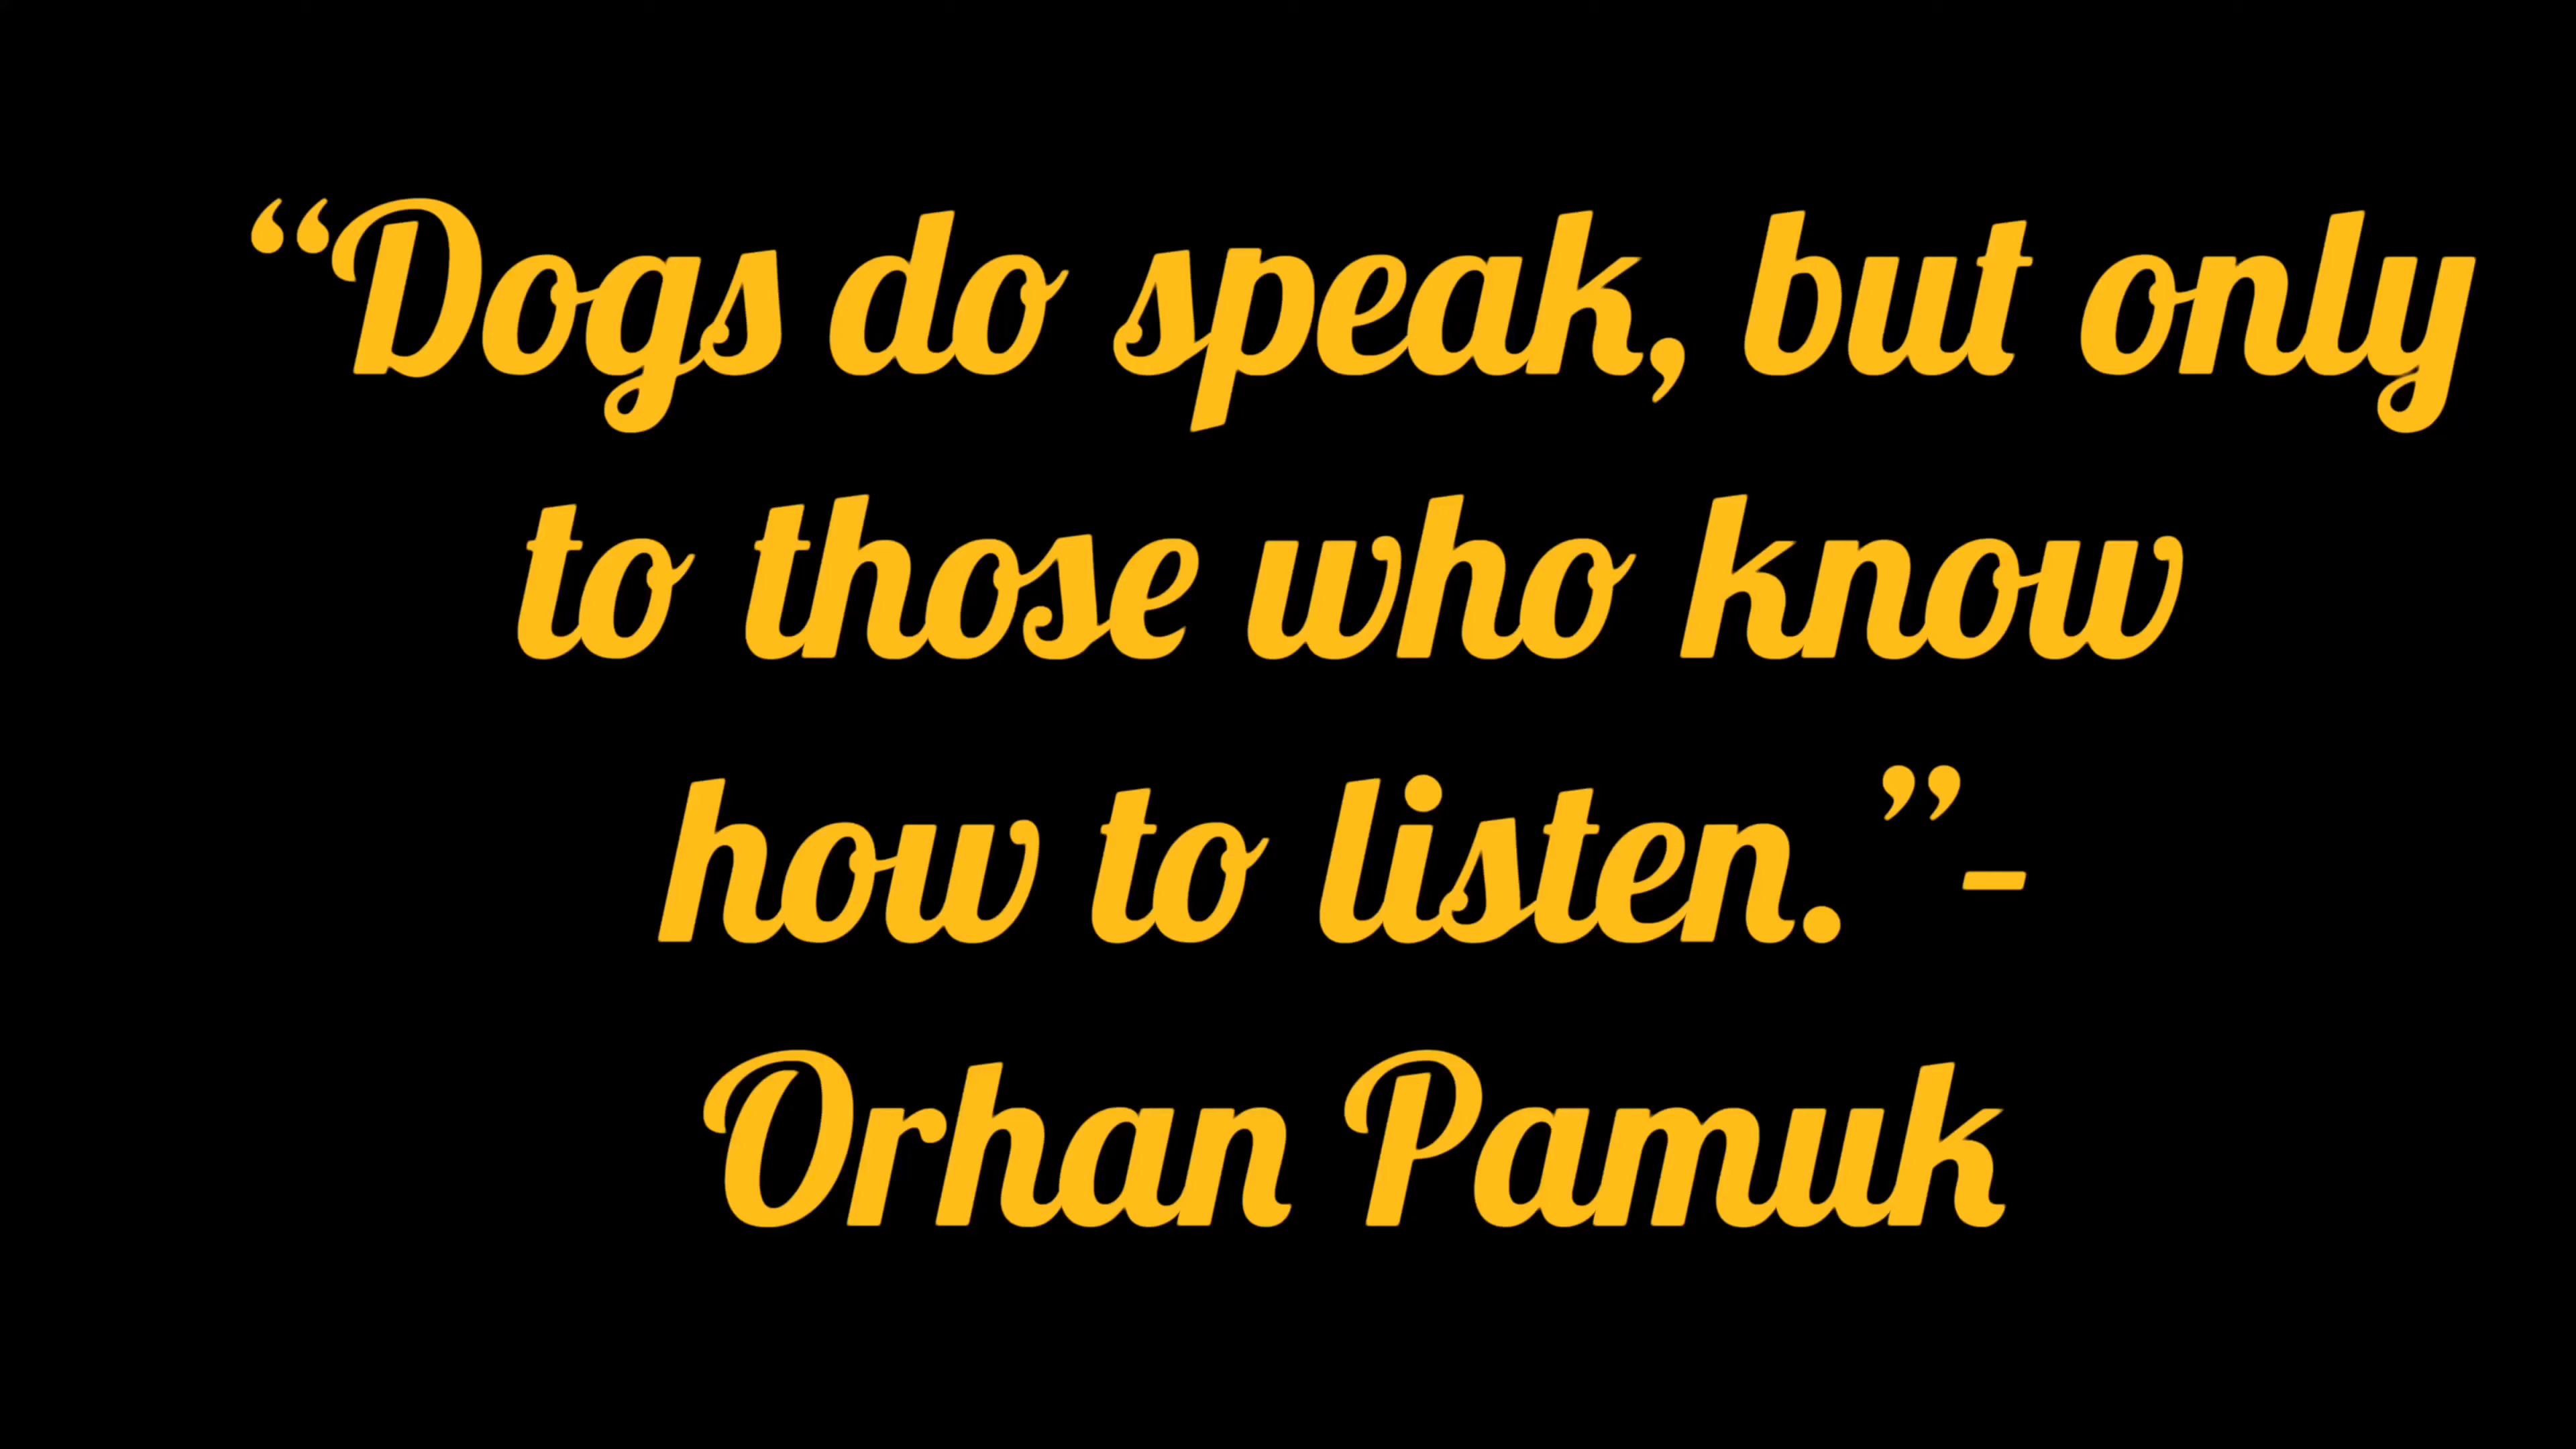 “Dogs do speak, but only
to those who know
how to listen.”-
Orhan Pamuk